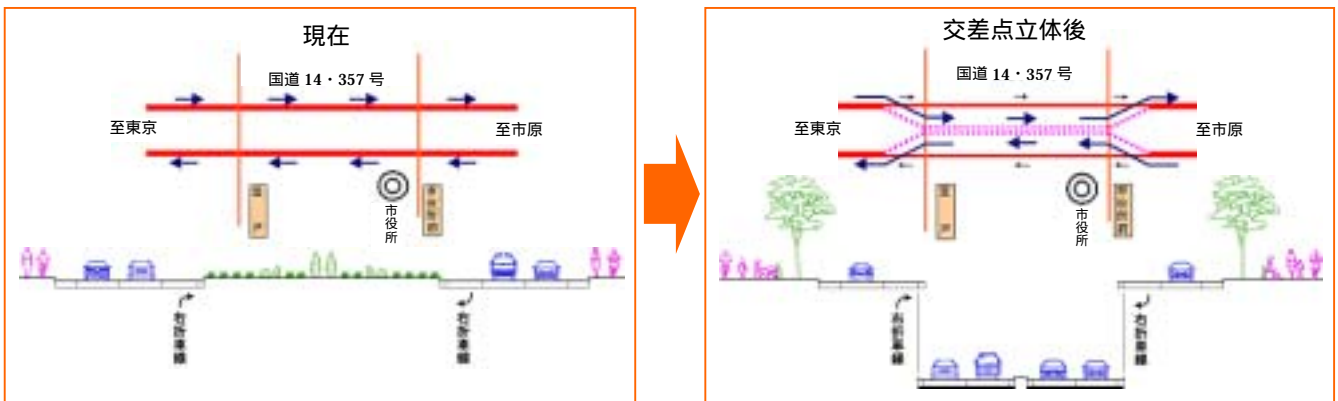 現在
国道 14・357 号
至東京
至市原
市役所
右折車線
右折車線
交差点立体後
国道 14・357 号
至東京
至市原
市役所
右折車線
右折車線